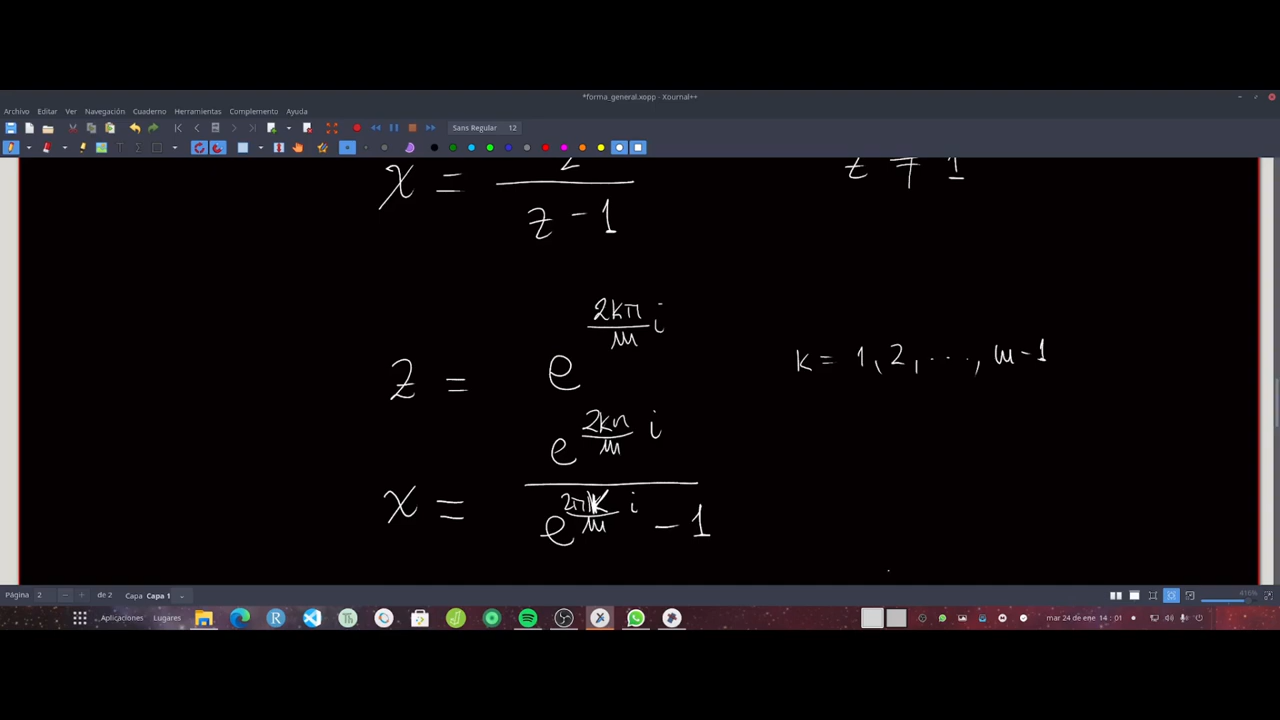 *forma_general.xopp - Xournal++
Archivo Editar Ver Navegación Cuaderno Herramientas Complemento Ayuda
Sans Regular 12
x = z / (z - 1)
z ≠ 1
z = e^(2kπ/m i)
k = 1, 2, ..., m-1
x = e^(2kπ/m i) / (e^(2πk/m i) - 1)
Página 2 de 2 Capa Capa 1 416%
Aplicaciones Lugares mar 24 de ene 14:01